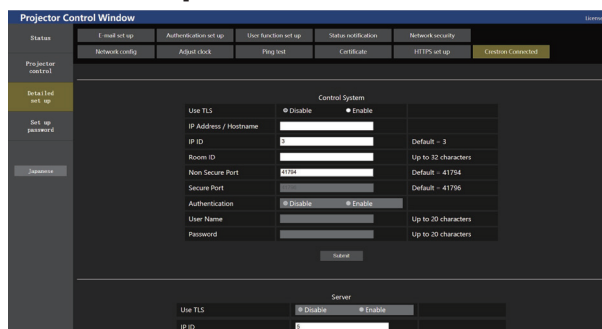 Projector Control Window
License
Status
E-mail set up
Authentication set up
User function set up
Status notification
Network security
Network config
Adjust clock
Ping test
Certificate
HTTPS set up
Crestron Connected
Projector control
Detailed set up
Set up password
Japanese
Control System
Use TLS Disable Enable
IP Address / Hostname
IP ID 3 Default = 3
Room ID Up to 32 characters
Non Secure Port 41794 Default = 41794
Secure Port Default = 41796
Authentication Disable Enable
User Name Up to 20 characters
Password Up to 20 characters
Submit
Server
Use TLS Disable Enable
IP ID 5